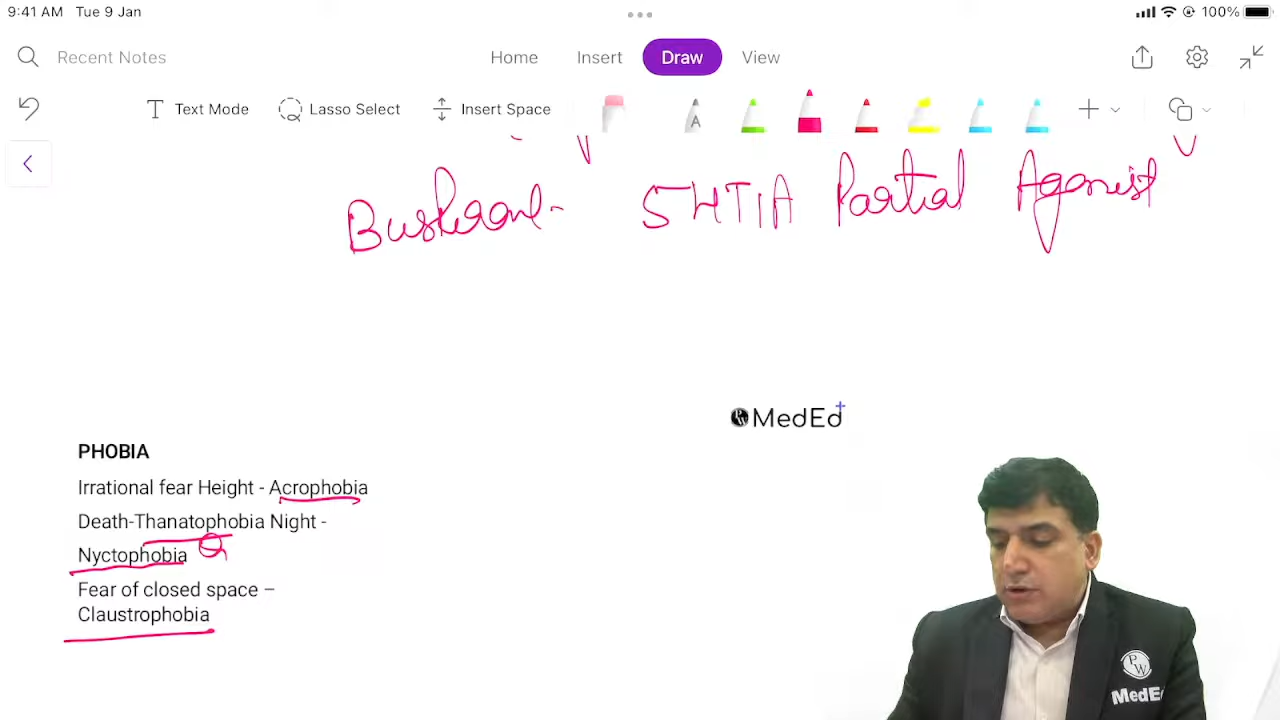 9:41 AM Tue 9 Jan
100%
Recent Notes
Home Insert Draw View
Text Mode Lasso Select Insert Space
A
5HT1A Partial Agonist
PW MedEd+
PHOBIA
Irrational fear Height - Acrophobia
Death-Thanatophobia Night -
Nyctophobia
Fear of closed space –
Claustrophobia
PW
MedEd